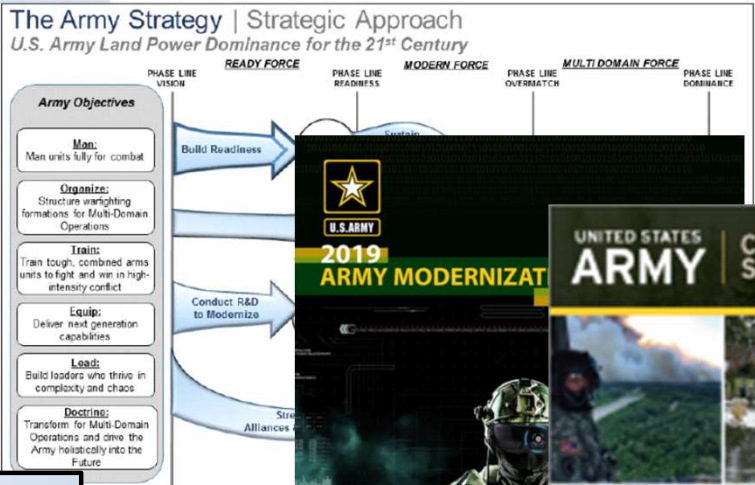 The Army Strategy | Strategic Approach
U.S. Army Land Power Dominance for the 21st Century
READY FORCE
MODERN FORCE
MULTI DOMAIN FORCE
PHASE LINE
VISION
PHASE LINE
READINESS
PHASE LINE
OVERMATCH
PHASE LINE
DOMINANCE
Army Objectives
Man:
Man units fully for combat
Organize:
Structure warfighting
formations for Multi-Domain
Operations
Train:
Train tough, combined arms
units to fight and win in high-
intensity conflict
Equip:
Deliver next generation
capabilities
Lead:
Build leaders who thrive in
complexity and chaos
Doctrine:
Transform for Multi-Domain
Operations and drive the
Army holistically into the
Future
Build Readiness
Sustain
Conduct R&D
to Modernize
Stre
Alliances
U.S.ARMY
2019
ARMY MODERNIZAT
UNITED STATES
ARMY